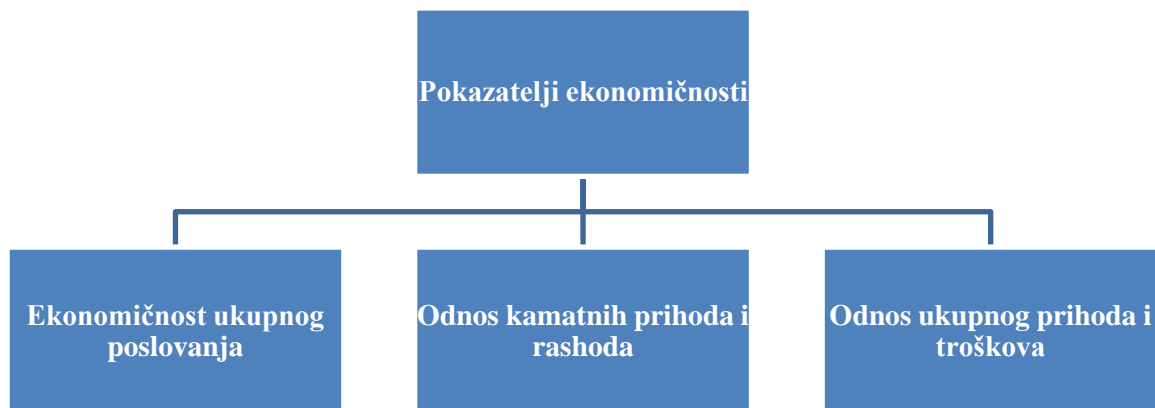 Pokazatelji ekonomičnosti
Ekonomičnost ukupnog
poslovanja
Odnos kamatnih prihoda i
rashoda
Odnos ukupnog prihoda i
troškova